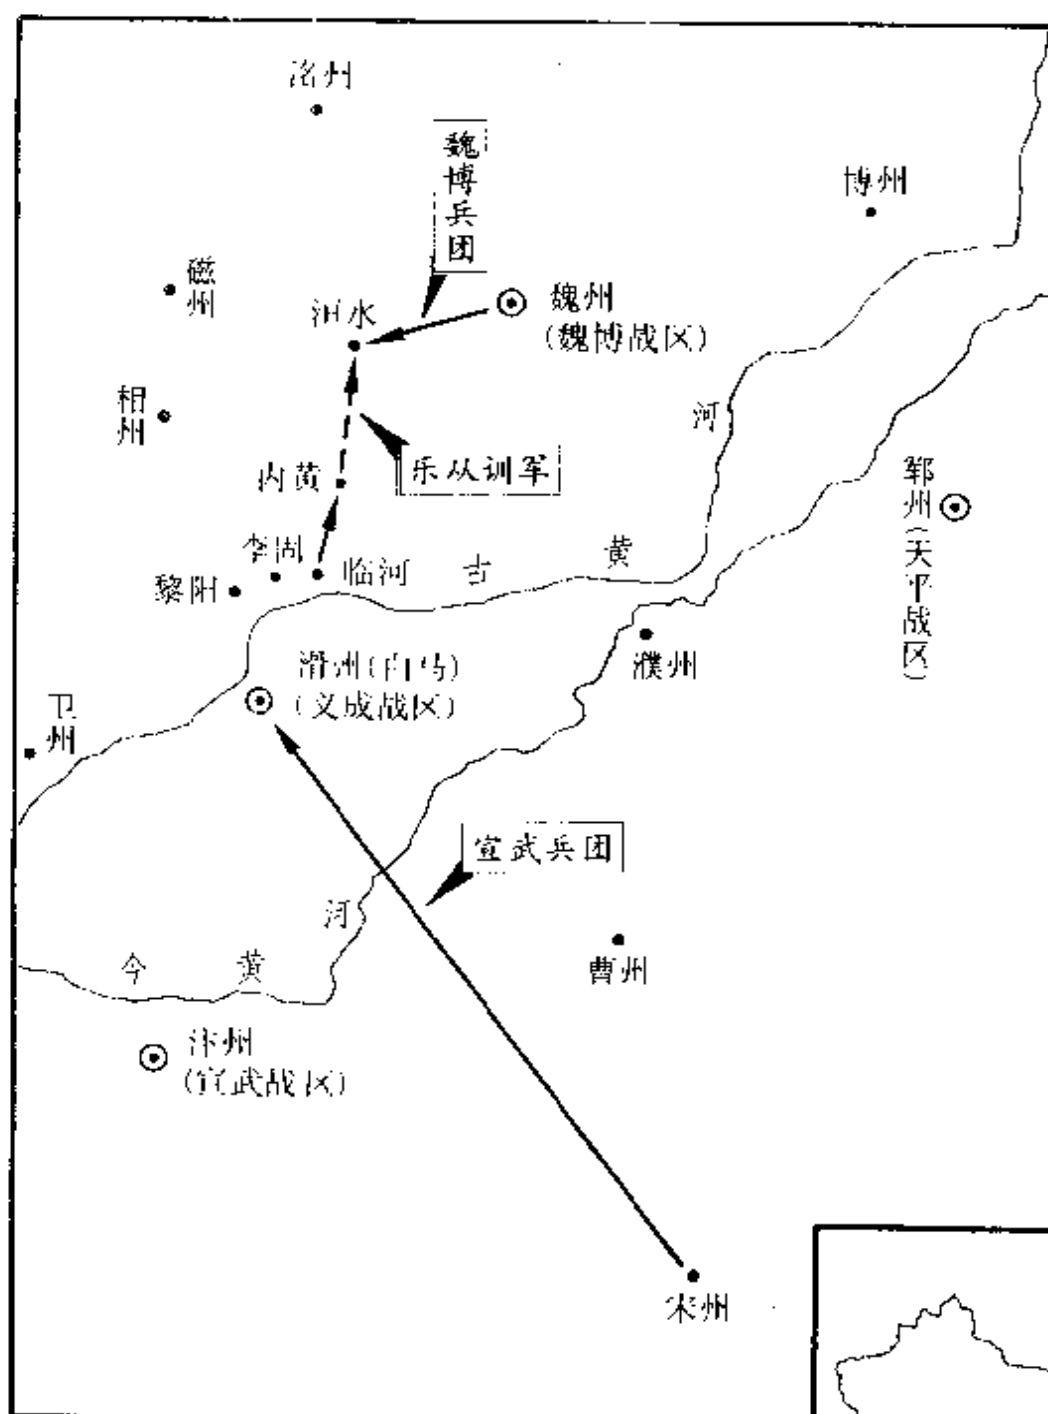 洺州
魏博兵团
博州
磁州
洹水
魏州
(魏博战区)
相州
河
乐从训军
内黄
郓州(天平战区)
李固
临河
古
黄
黎阳
濮州
滑州(白马)
(义成战区)
卫州
宣武兵团
河
今
黄
曹州
汴州
(宣武战区)
宋州